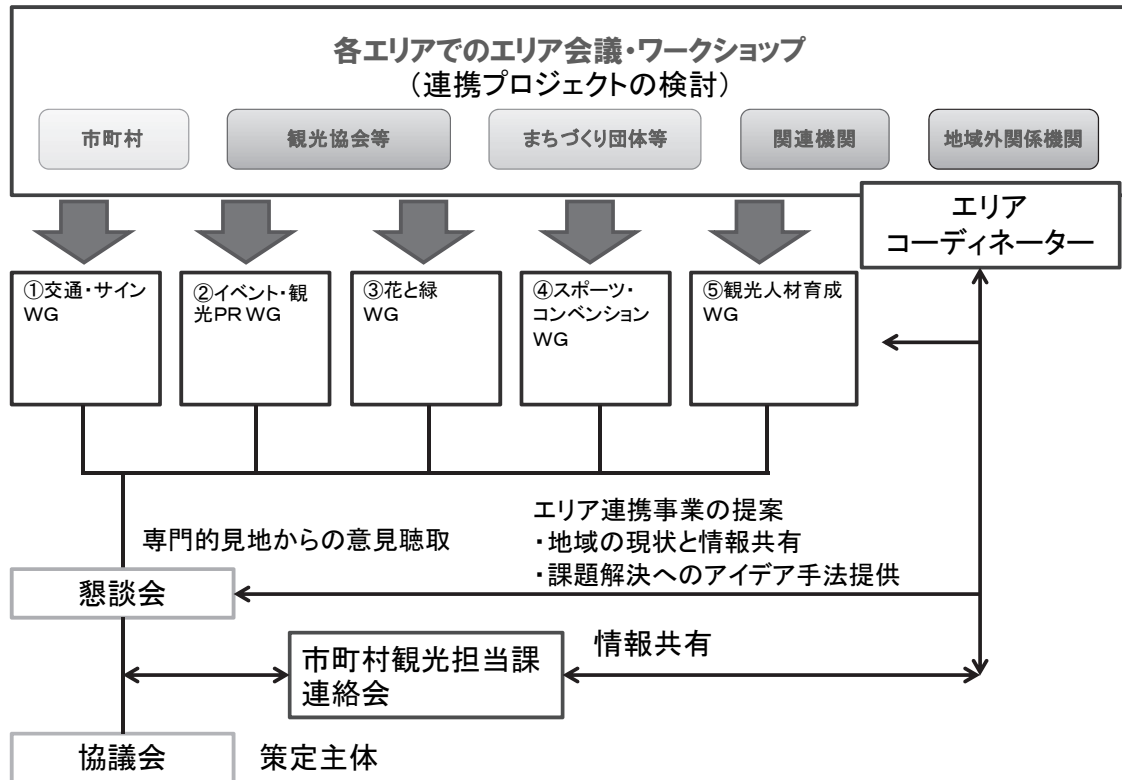 各エリアでのエリア会議・ワークショップ
（連携プロジェクトの検討）
市町村
観光協会等
まちづくり団体等
関連機関
地域外関係機関
エリア
コーディネーター
①交通・サイン
WG
②イベント・観
光PR WG
③花と緑
WG
④スポーツ・
コンベンション
WG
⑤観光人材育成
WG
エリア連携事業の提案
・地域の現状と情報共有
・課題解決へのアイデア手法提供
専門的見地からの意見聴取
懇談会
情報共有
市町村観光担当課
連絡会
協議会
策定主体